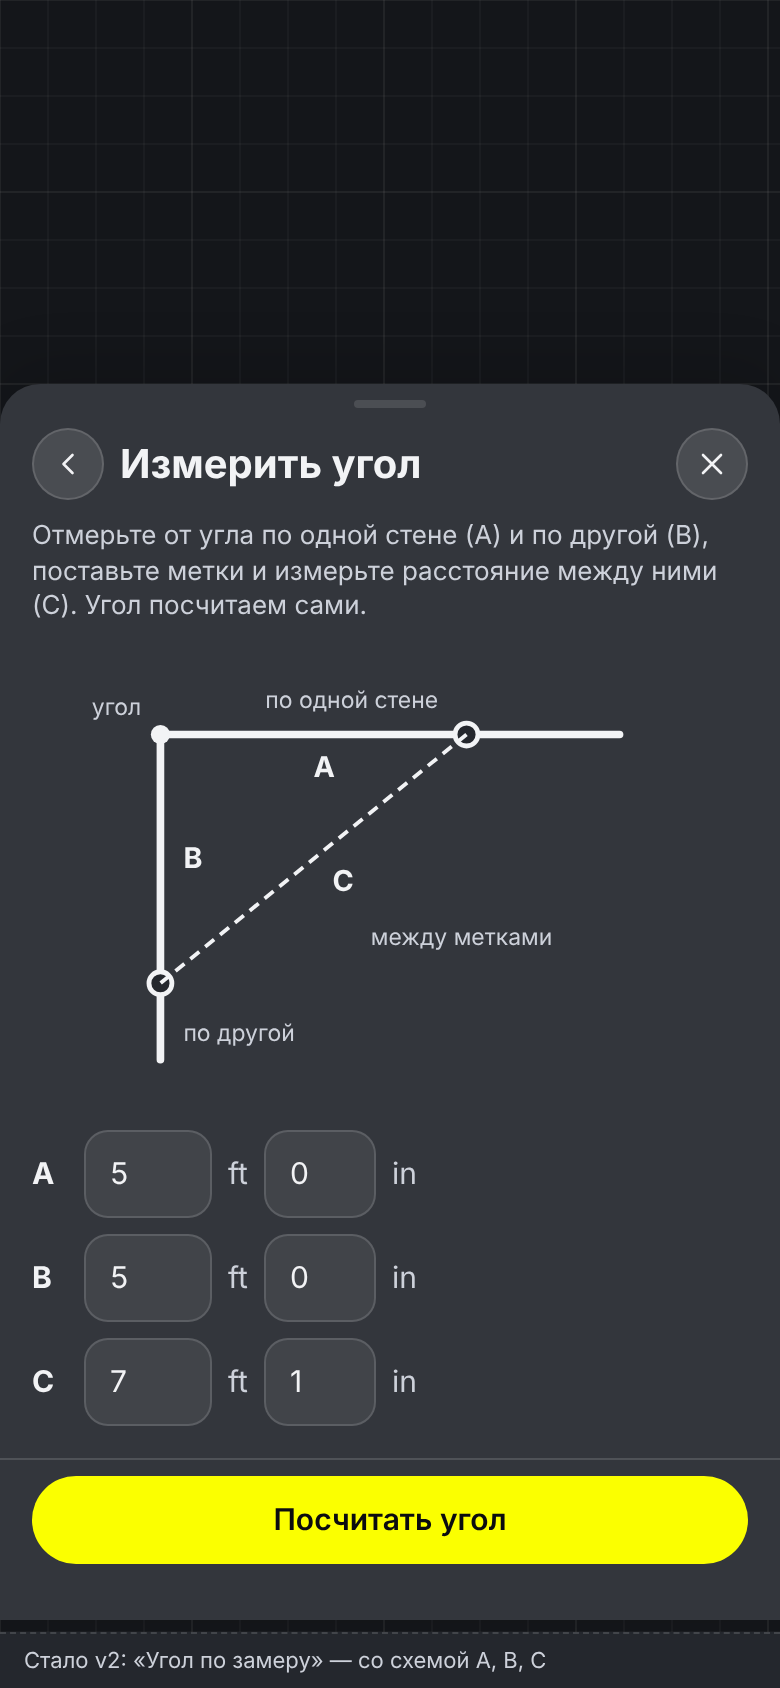 Измерить угол
Отмерьте от угла по одной стене (A) и по другой (B),
поставьте метки и измерьте расстояние между ними
(C). Угол посчитаем сами.
угол
по одной стене
A
B
C
между метками
по другой
A 5 ft 0 in
B 5 ft 0 in
C 7 ft 1 in
Посчитать угол
Стало v2: «Угол по замеру» — со схемой A, B, C